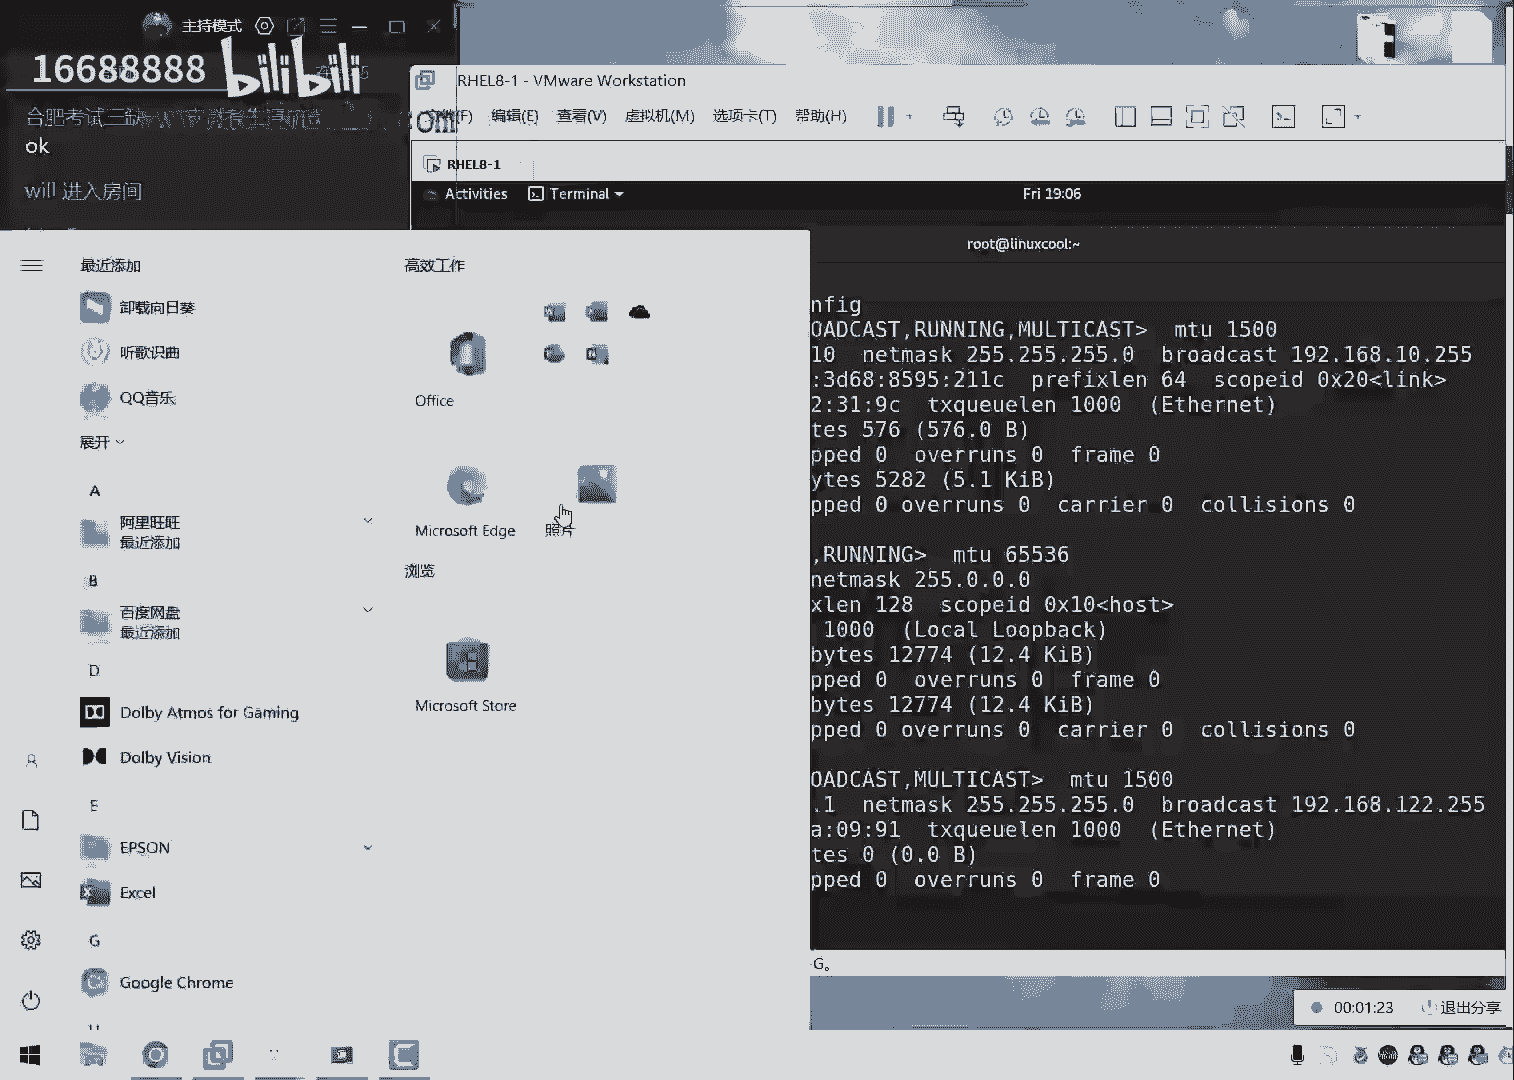 主持模式
16688888
bilibili
合肥考试三
ok
will 进入房间
RHEL8-1 - VMware Workstation
(F) 编辑(E) 查看(V) 虚拟机(M) 选项卡(T) 帮助(H)
com
RHEL8-1
Activities Terminal
Fri 19:06
root@linuxcool:~
最近添加
卸载向日葵
听歌识曲
QQ音乐
展开
A
阿里旺旺
最近添加
B
百度网盘
最近添加
D
Dolby Atmos for Gaming
Dolby Vision
E
EPSON
Excel
G
Google Chrome
高效工作
Office
Microsoft Edge
照片
浏览
Microsoft Store
nfig
OADCAST,RUNNING,MULTICAST> mtu 1500
10 netmask 255.255.255.0 broadcast 192.168.10.255
:3d68:8595:211c prefixlen 64 scopeid 0x20<link>
2:31:9c txqueuelen 1000 (Ethernet)
tes 576 (576.0 B)
pped 0 overruns 0 frame 0
ytes 5282 (5.1 KiB)
pped 0 overruns 0 carrier 0 collisions 0
,RUNNING> mtu 65536
netmask 255.0.0.0
xlen 128 scopeid 0x10<host>
1000 (Local Loopback)
bytes 12774 (12.4 KiB)
pped 0 overruns 0 frame 0
bytes 12774 (12.4 KiB)
pped 0 overruns 0 carrier 0 collisions 0
OADCAST,MULTICAST> mtu 1500
.1 netmask 255.255.255.0 broadcast 192.168.122.255
a:09:91 txqueuelen 1000 (Ethernet)
tes 0 (0.0 B)
pped 0 overruns 0 frame 0
-G。
00:01:23 退出分享